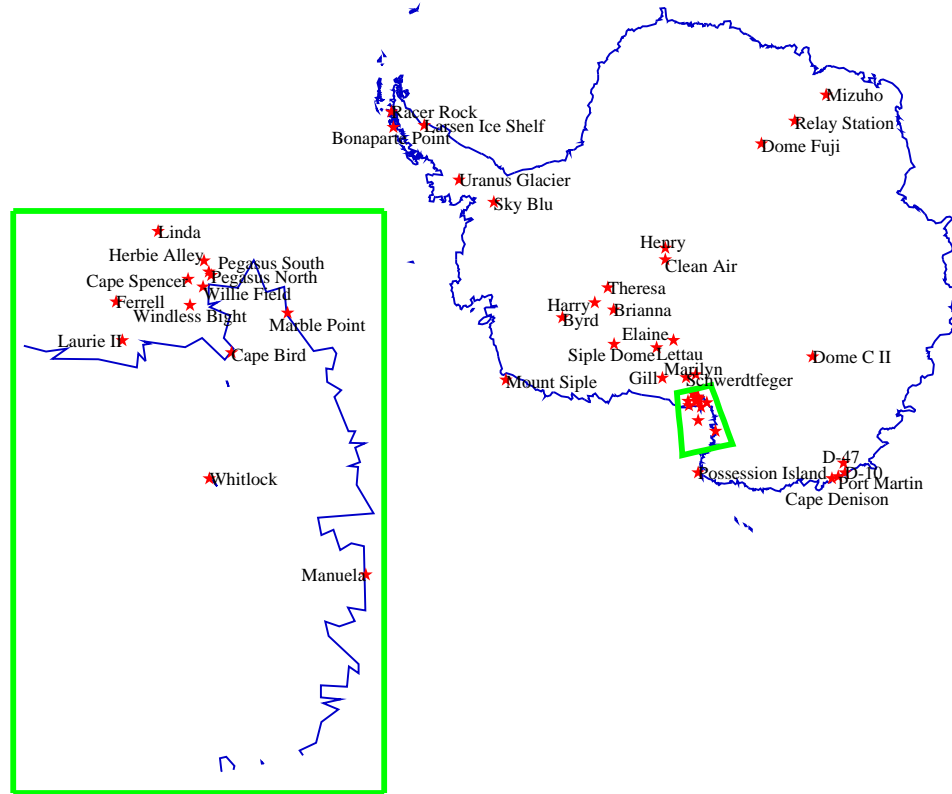 Mizuho
Racer Rock
Relay Station
Larsen Ice Shelf
Bonaparte Point
Dome Fuji
Uranus Glacier
Sky Blu
Linda
Henry
Herbie Alley
Pegasus South
Clean Air
Cape Spencer
Pegasus North
Theresa
Willie Field
Ferrell
Harry
Brianna
Windless Bight
Byrd
Marble Point
Elaine
Laurie II
Siple Dome
Lettau
Cape Bird
Dome C II
Marilyn
Mount Siple
Gill
Schwerdtfeger
D-47
Whitlock
Possession Island
D-10
Port Martin
Cape Denison
Manuela